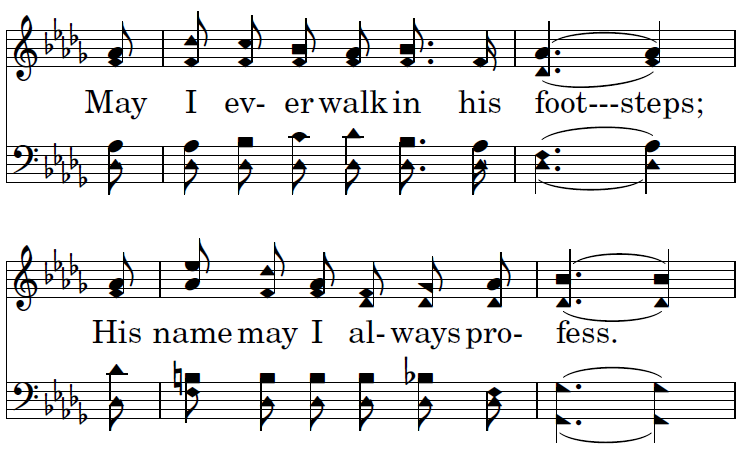 May I ev- er walk in his foot---steps;
His name may I al- ways pro- fess.